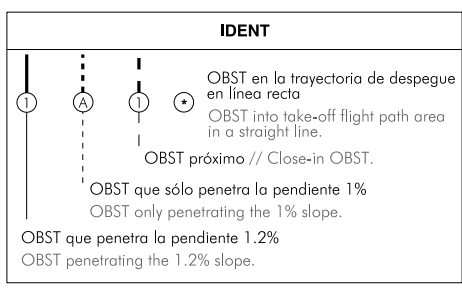 IDENT
1 A 1 *
OBST en la trayectoria de despegue
en línea recta
OBST into take-off flight path area
in a straight line.
OBST próximo // Close-in OBST.
OBST que sólo penetra la pendiente 1%
OBST only penetrating the 1% slope.
OBST que penetra la pendiente 1.2%
OBST penetrating the 1.2% slope.